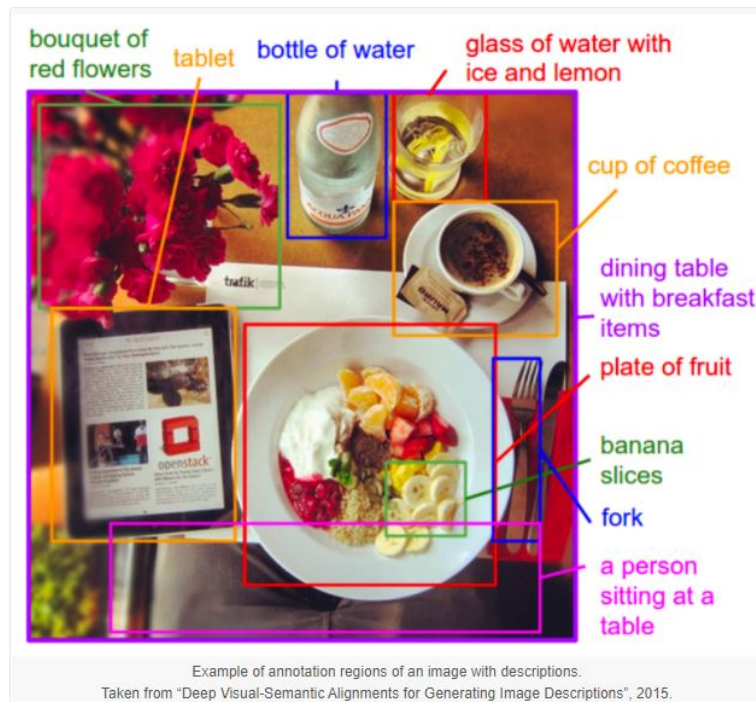 bouquet of
red flowers
tablet
bottle of water
glass of water with
ice and lemon
cup of coffee
dining table
with breakfast
items
plate of fruit
banana
slices
fork
a person
sitting at a
table
ACQUA PANNA
trafik
openstack
Example of annotation regions of an image with descriptions.
Taken from “Deep Visual-Semantic Alignments for Generating Image Descriptions”, 2015.